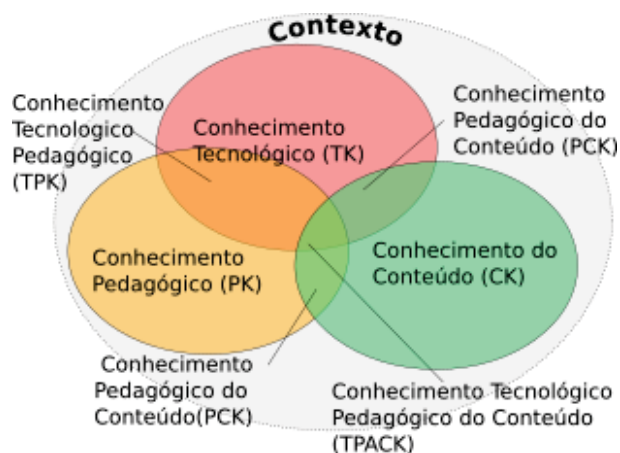 Contexto
Conhecimento
Tecnologico
Pedagógico
(TPK)
Conhecimento
Tecnológico (TK)
Conhecimento
Pedagógico do
Conteúdo (PCK)
Conhecimento
Pedagógico (PK)
Conhecimento do
Conteúdo (CK)
Conhecimento
Pedagógico do
Conteúdo(PCK)
Conhecimento Tecnológico
Pedagógico do Conteúdo
(TPACK)